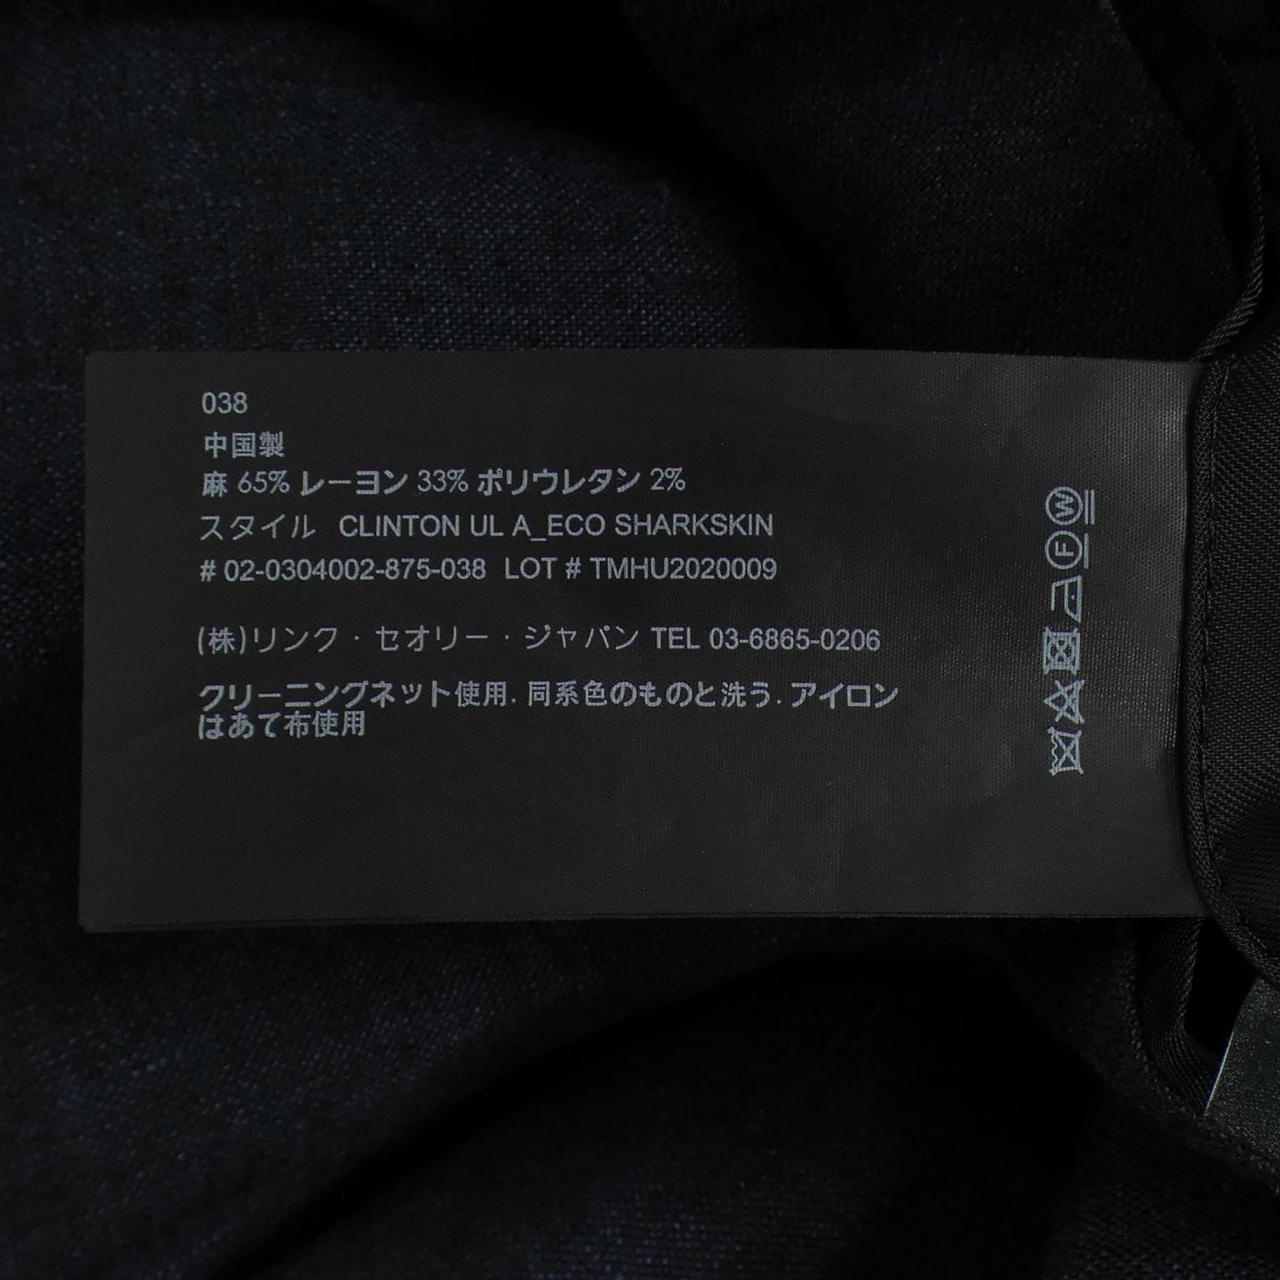 038
中国製
麻 65% レーヨン 33% ポリウレタン 2%
スタイル CLINTON UL A_ECO SHARKSKIN
# 02-0304002-875-038 LOT # TMHU2020009
(株)リンク・セオリー・ジャパン TEL 03-6865-0206
クリーニングネット使用. 同系色のものと洗う. アイロン
はあて布使用
W
F